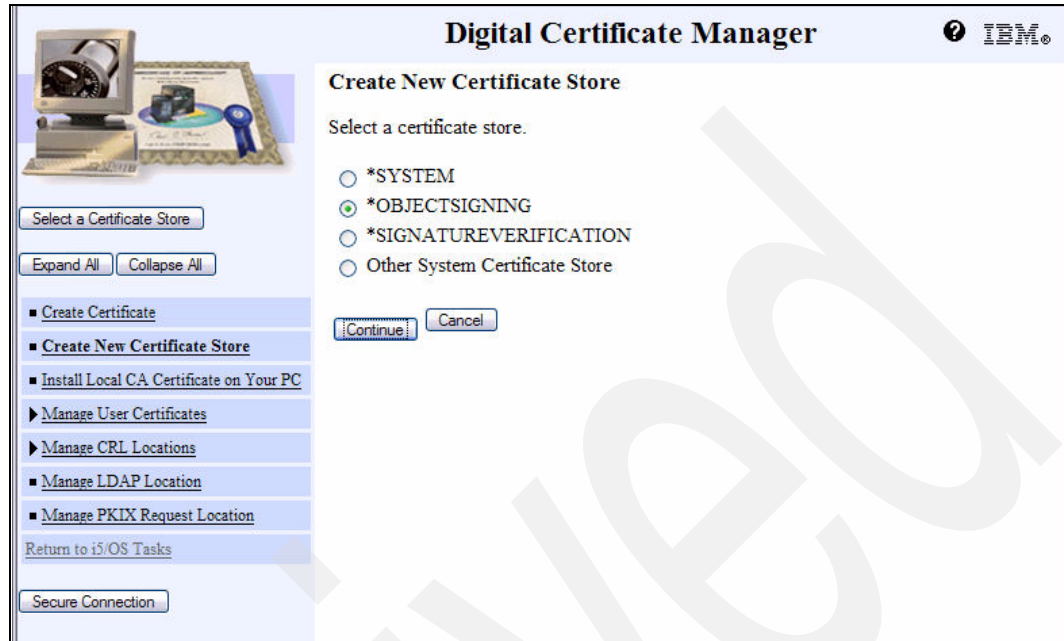 Digital Certificate Manager
IBM®
Select a Certificate Store
Expand All Collapse All
Create Certificate
Create New Certificate Store
Install Local CA Certificate on Your PC
Manage User Certificates
Manage CRL Locations
Manage LDAP Location
Manage PKIX Request Location
Return to i5/OS Tasks
Secure Connection
Create New Certificate Store
Select a certificate store.
*SYSTEM
*OBJECTSIGNING
*SIGNATUREVERIFICATION
Other System Certificate Store
Continue Cancel